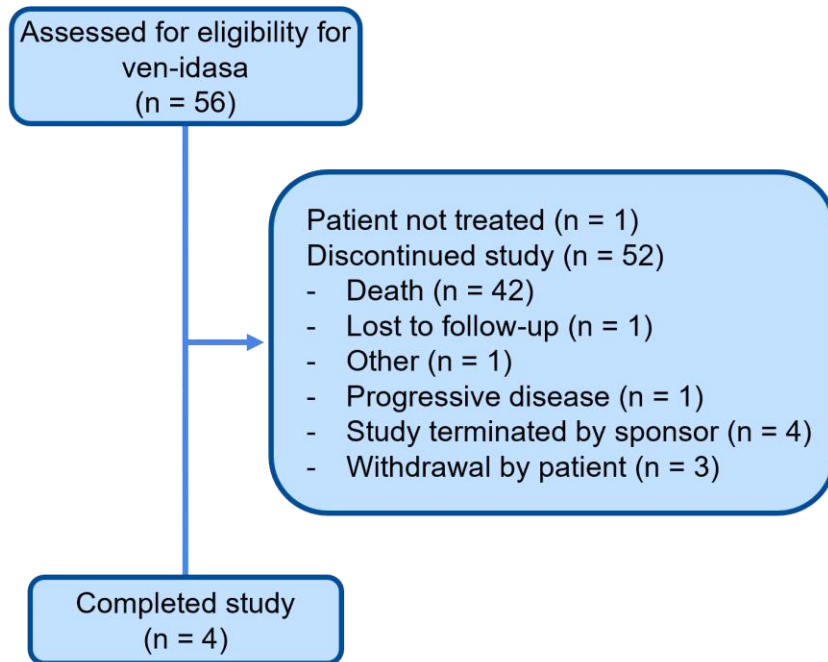 Assessed for eligibility for
ven-idasa
(n = 56)
Patient not treated (n = 1)
Discontinued study (n = 52)
- Death (n = 42)
- Lost to follow-up (n = 1)
- Other (n = 1)
- Progressive disease (n = 1)
- Study terminated by sponsor (n = 4)
- Withdrawal by patient (n = 3)
Completed study
(n = 4)